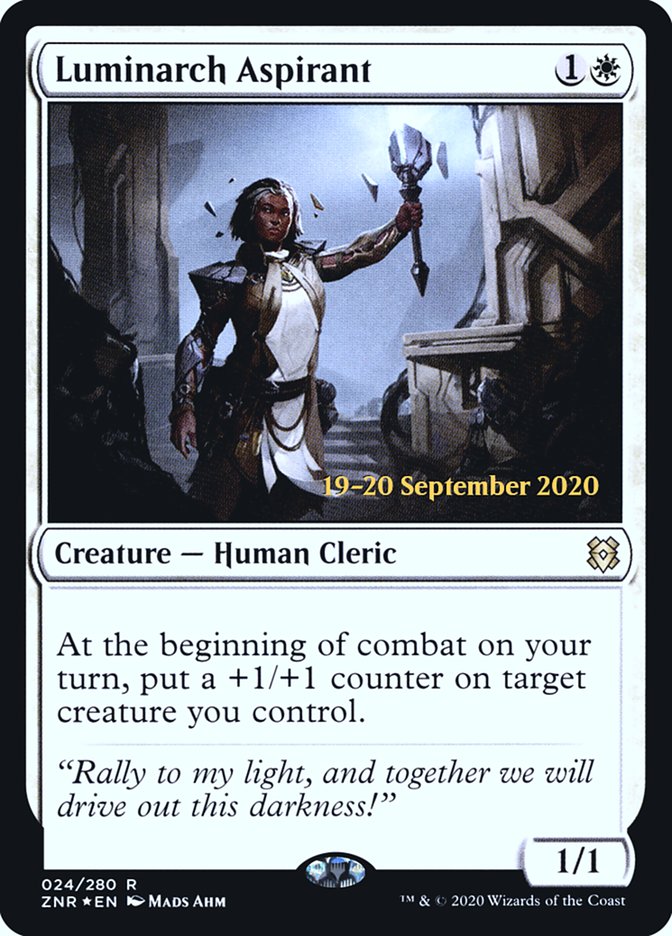 Luminarch Aspirant 1
19–20 September 2020
Creature — Human Cleric
At the beginning of combat on your
turn, put a +1/+1 counter on target
creature you control.
“Rally to my light, and together we will
drive out this darkness!”
1/1
024/280 R
ZNR ★ EN Mads Ahm ™ & © 2020 Wizards of the Coast